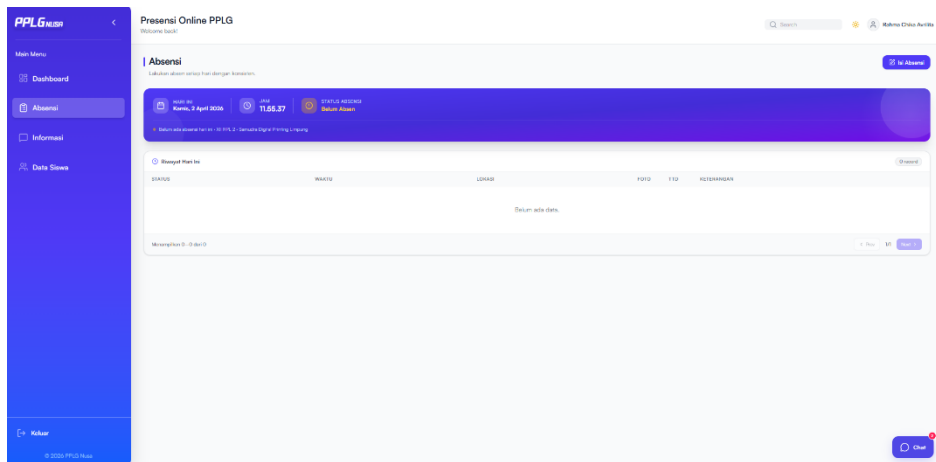 PPLG NUSA
Main Menu
Dashboard
Absensi
Informasi
Data Siswa
Keluar
© 2026 PPLG Nusa
Presensi Online PPLG
Welcome back!
Search
Rahma Chica Aurillia
Absensi
Lakukan absen setiap hari dengan konsisten.
Isi Absensi
HARI INI
Kamis, 2 April 2026
JAM
11.55.37
STATUS ABSENSI
Belum Absen
Belum ada absensi hari ini - XI PPLG 2 - Samsata Digital Printing Limpung
Riwayat Hari Ini
0 record
STATUS WAKTU LOKASI FOTO TTD KETERANGAN
Belum ada data.
Menampilkan 0 - 0 dari 0
Prev 1/1 Next
Chat